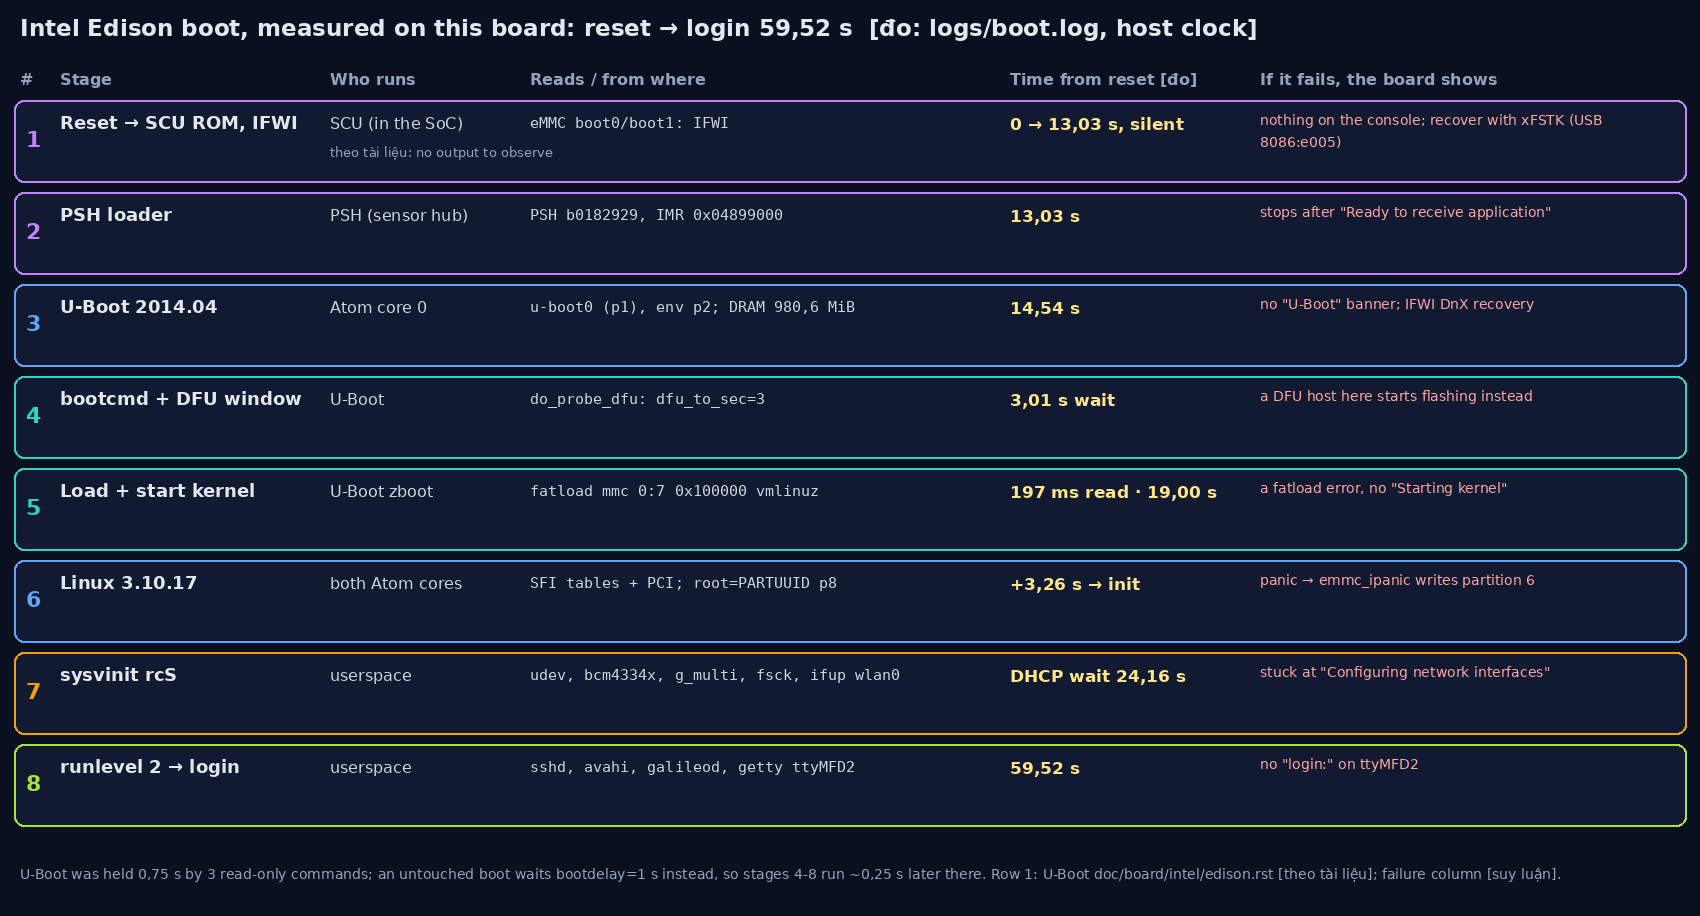 Intel Edison boot, measured on this board: reset → login 59,52 s [đo: logs/boot.log, host clock]
# Stage Who runs Reads / from where Time from reset [đo] If it fails, the board shows
1 Reset → SCU ROM, IFWI SCU (in the SoC) eMMC boot0/boot1: IFWI 0 → 13,03 s, silent nothing on the console; recover with xFSTK (USB
theo tài liệu: no output to observe 8086:e005)
2 PSH loader PSH (sensor hub) PSH b0182929, IMR 0x04899000 13,03 s stops after "Ready to receive application"
3 U-Boot 2014.04 Atom core 0 u-boot0 (p1), env p2; DRAM 980,6 MiB 14,54 s no "U-Boot" banner; IFWI DnX recovery
4 bootcmd + DFU window U-Boot do_probe_dfu: dfu_to_sec=3 3,01 s wait a DFU host here starts flashing instead
5 Load + start kernel U-Boot zboot fatload mmc 0:7 0x100000 vmlinuz 197 ms read · 19,00 s a fatload error, no "Starting kernel"
6 Linux 3.10.17 both Atom cores SFI tables + PCI; root=PARTUUID p8 +3,26 s → init panic → emmc_ipanic writes partition 6
7 sysvinit rcS userspace udev, bcm4334x, g_multi, fsck, ifup wlan0 DHCP wait 24,16 s stuck at "Configuring network interfaces"
8 runlevel 2 → login userspace sshd, avahi, galileod, getty ttyMFD2 59,52 s no "login:" on ttyMFD2
U-Boot was held 0,75 s by 3 read-only commands; an untouched boot waits bootdelay=1 s instead, so stages 4-8 run ~0,25 s later there. Row 1: U-Boot doc/board/intel/edison.rst [theo tài liệu]; failure column [suy luận].